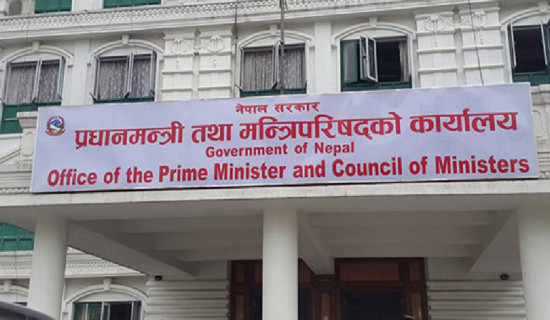 नेपाल सरकार
प्रधानमन्त्री तथा मन्त्रिपरिषद्को कार्यालय
Government of Nepal
Office of the Prime Minister and Council of Ministers